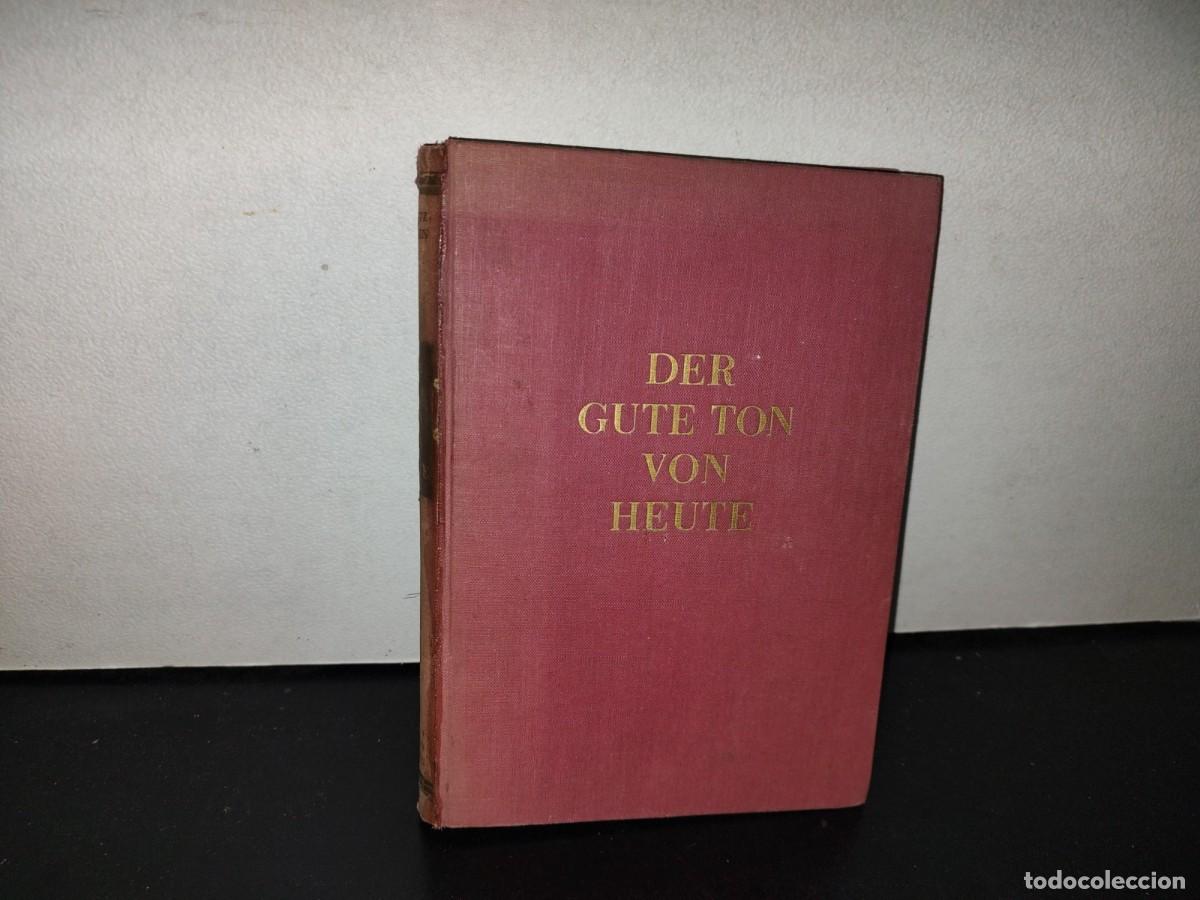 DER
GUTE TON
VON
HEUTE
todocoleccion